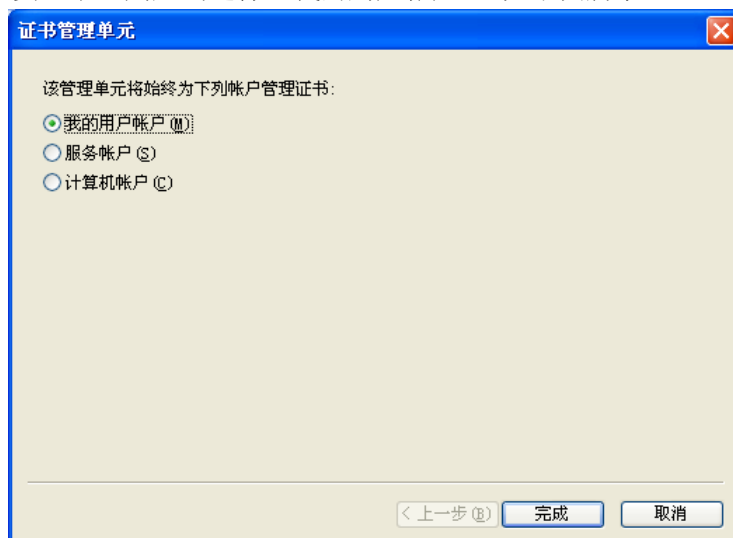 证书管理单元
该管理单元将始终为下列帐户管理证书:
我的用户帐户(M)
服务帐户(S)
计算机帐户(C)
< 上一步(B) 完成 取消